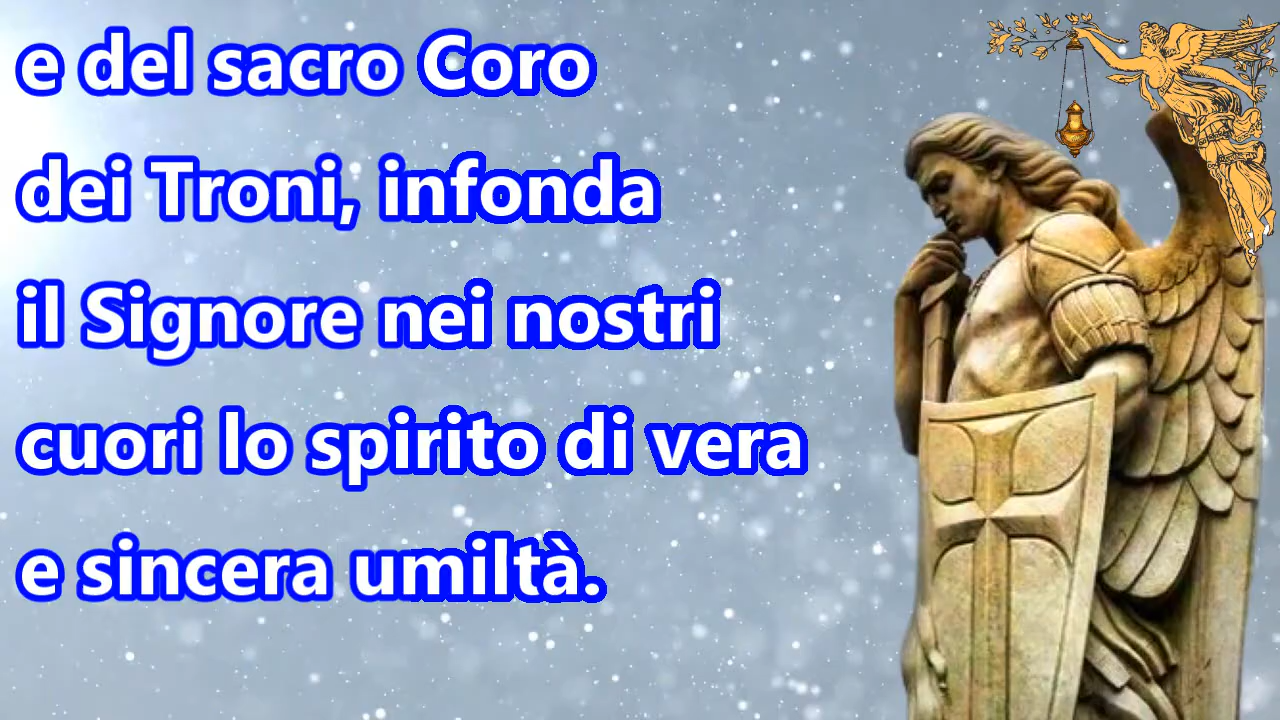 e del sacro Coro
dei Troni, infonda
il Signore nei nostri
cuori lo spirito di vera
e sincera umiltà.